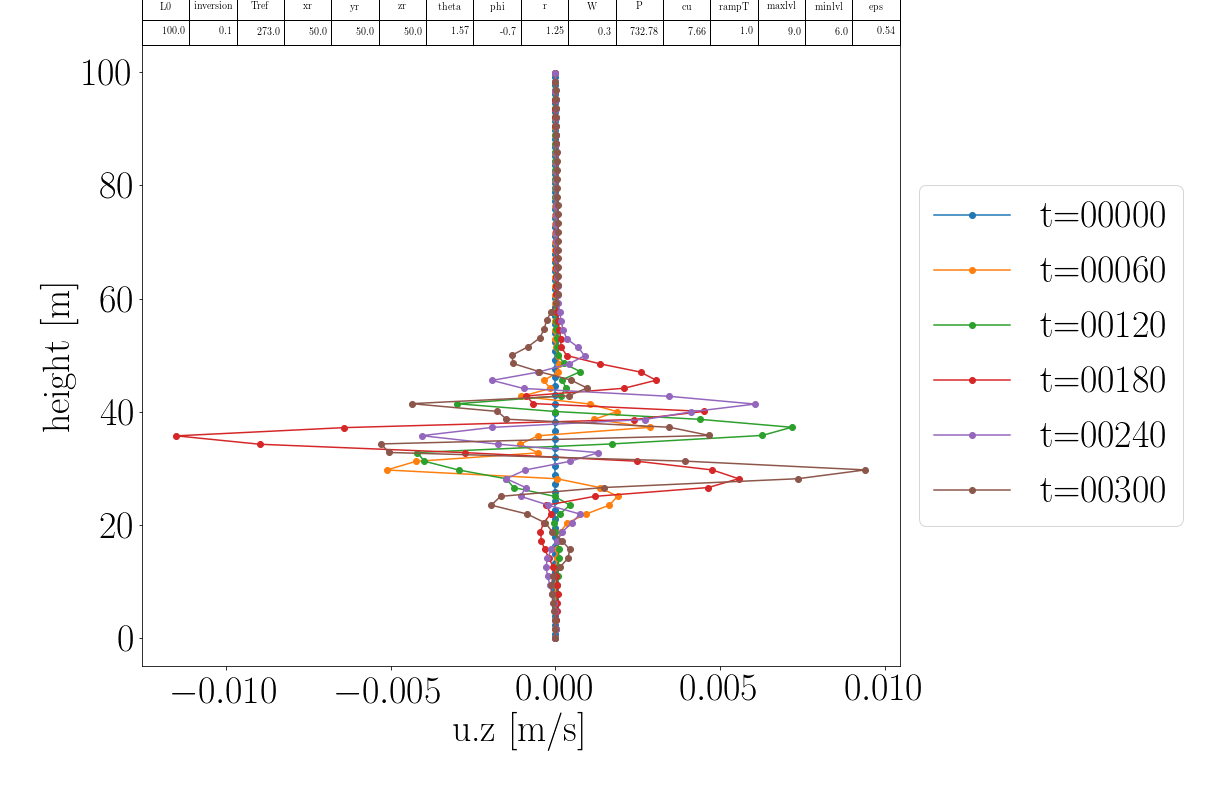 L0 inversion Tref xr yr zr theta phi r W P cu rampT maxlvl minlvl eps
100.0 0.1 273.0 50.0 50.0 50.0 1.57 -0.7 1.25 0.3 732.78 7.66 1.0 9.0 6.0 0.54
100
80
60
40
20
0
height [m]
−0.010 −0.005 0.000 0.005 0.010
u.z [m/s]
t=00000
t=00060
t=00120
t=00180
t=00240
t=00300